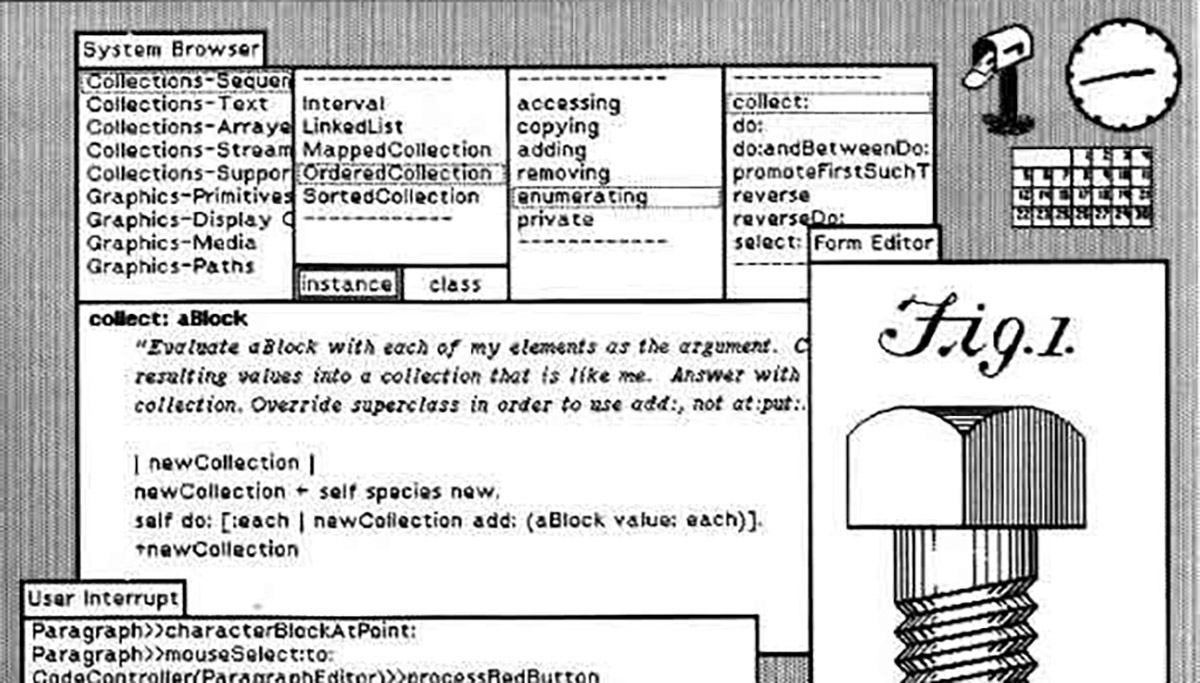 System Browser
Collections-Sequen
Collections-Text
Collections-Arraye
Collections-Stream
Collections-Suppor
Graphics-Primitives
Graphics-Display
Graphics-Media
Graphics-Paths
Interval
LinkedList
MappedCollection
OrderedCollection
SortedCollection
instance
class
accessing
copying
adding
removing
enumerating
private
collect:
do:
do:andBetweenDo:
promoteFirstSuchT
reverse
reverseDo:
select:
collect: aBlock
"Evaluate aBlock with each of my elements as the argument. C
resulting values into a collection that is like me. Answer with
collection. Override superclass in order to use add:, not at:put:.
| newCollection |
newCollection ← self species new.
self do: [:each | newCollection add: (aBlock value: each)].
↑newCollection
Form Editor
Fig.1.
User Interrupt
Paragraph>>characterBlockAtPoint:
Paragraph>>mouseSelect:to:
CodeController(ParagraphEditor)>>processRedButton